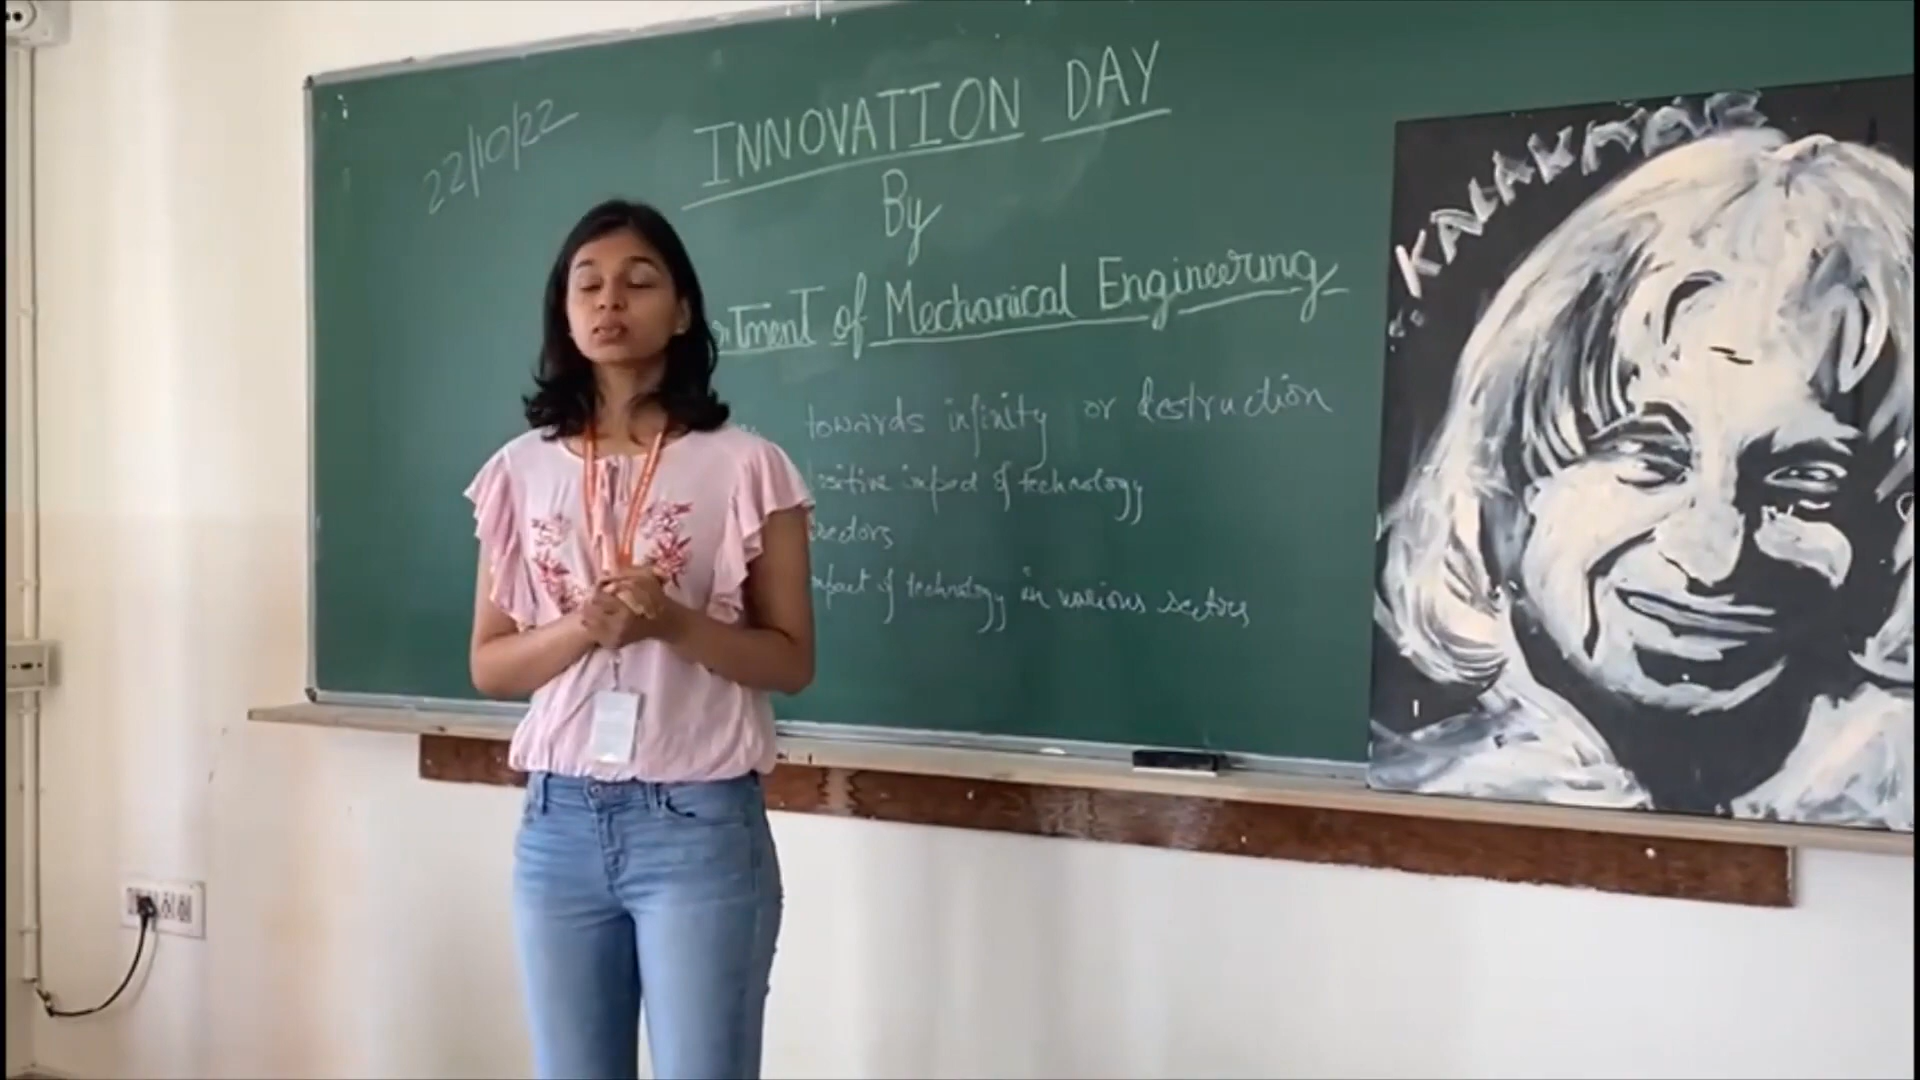 22/10/22
INNOVATION DAY
By
rtment of Mechanical Engineering
towards infinity or destruction
ositive impact of technology
sectors
mpact of technology in various sectors
KALAKAAR